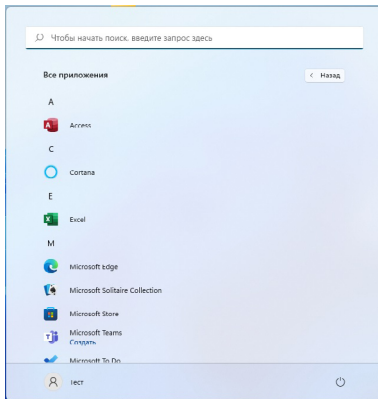 Чтобы начать поиск, введите запрос здесь
Все приложения
Назад
A
Access
C
Cortana
E
Excel
M
Microsoft Edge
Microsoft Solitaire Collection
Microsoft Store
Microsoft Teams
Создать
Microsoft To Do
Тест